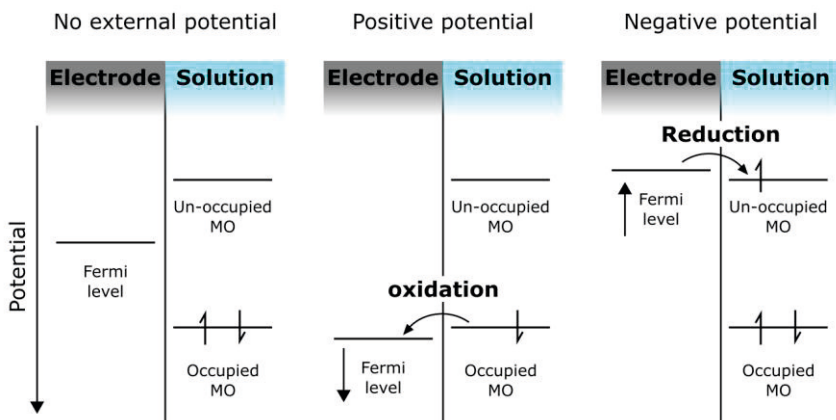 No external potential
Positive potential
Negative potential
Electrode Solution
Electrode Solution
Electrode Solution
Potential
Un-occupied
MO
Fermi
level
Occupied
MO
Un-occupied
MO
oxidation
Fermi
level
Occupied
MO
Reduction
Fermi
level
Un-occupied
MO
Occupied
MO